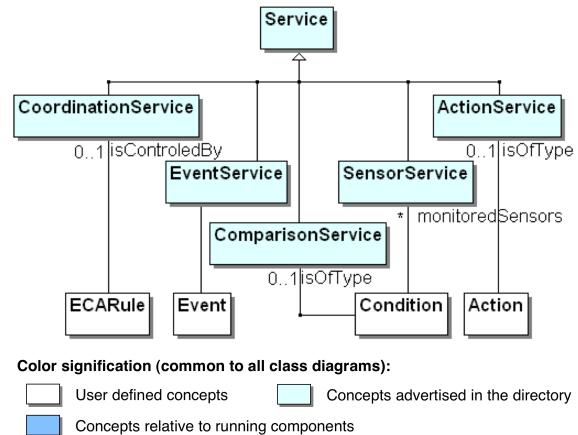 Service
CoordinationService
ActionService
0..1 isControledBy
0..1 isOfType
EventService
SensorService
* monitoredSensors
ComparisonService
0..1 isOfType
ECARule
Event
Condition
Action
Color signification (common to all class diagrams):
User defined concepts
Concepts advertised in the directory
Concepts relative to running components